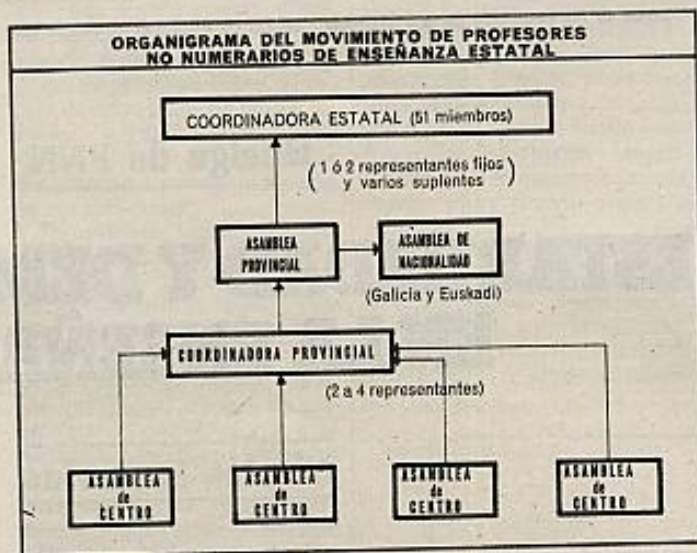 ORGANIGRAMA DEL MOVIMIENTO DE PROFESORES
NO NUMERARIOS DE ENSEÑANZA ESTATAL
COORDINADORA ESTATAL (51 miembros)
(1 ó 2 representantes fijos
y varios suplentes)
ASAMBLEA
PROVINCIAL
ASAMBLEA DE
NACIONALIDAD
(Galicia y Euskadi)
COORDINADORA PROVINCIAL
(2 a 4 representantes)
ASAMBLEA
de
CENTRO
ASAMBLEA
de
CENTRO
ASAMBLEA
de
CENTRO
ASAMBLEA
de
CENTRO